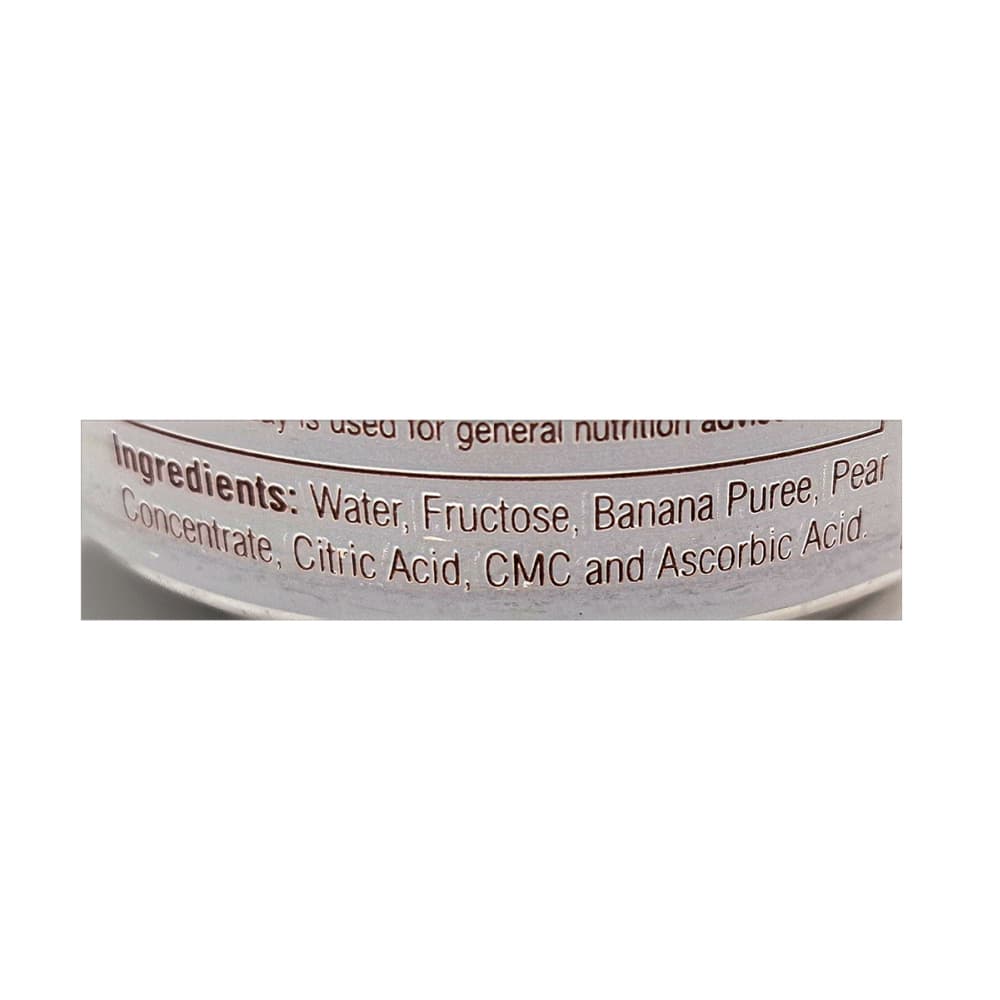 is used for general nutrition
Ingredients: Water, Fructose, Banana Puree, Pear
Concentrate, Citric Acid, CMC and Ascorbic Acid.